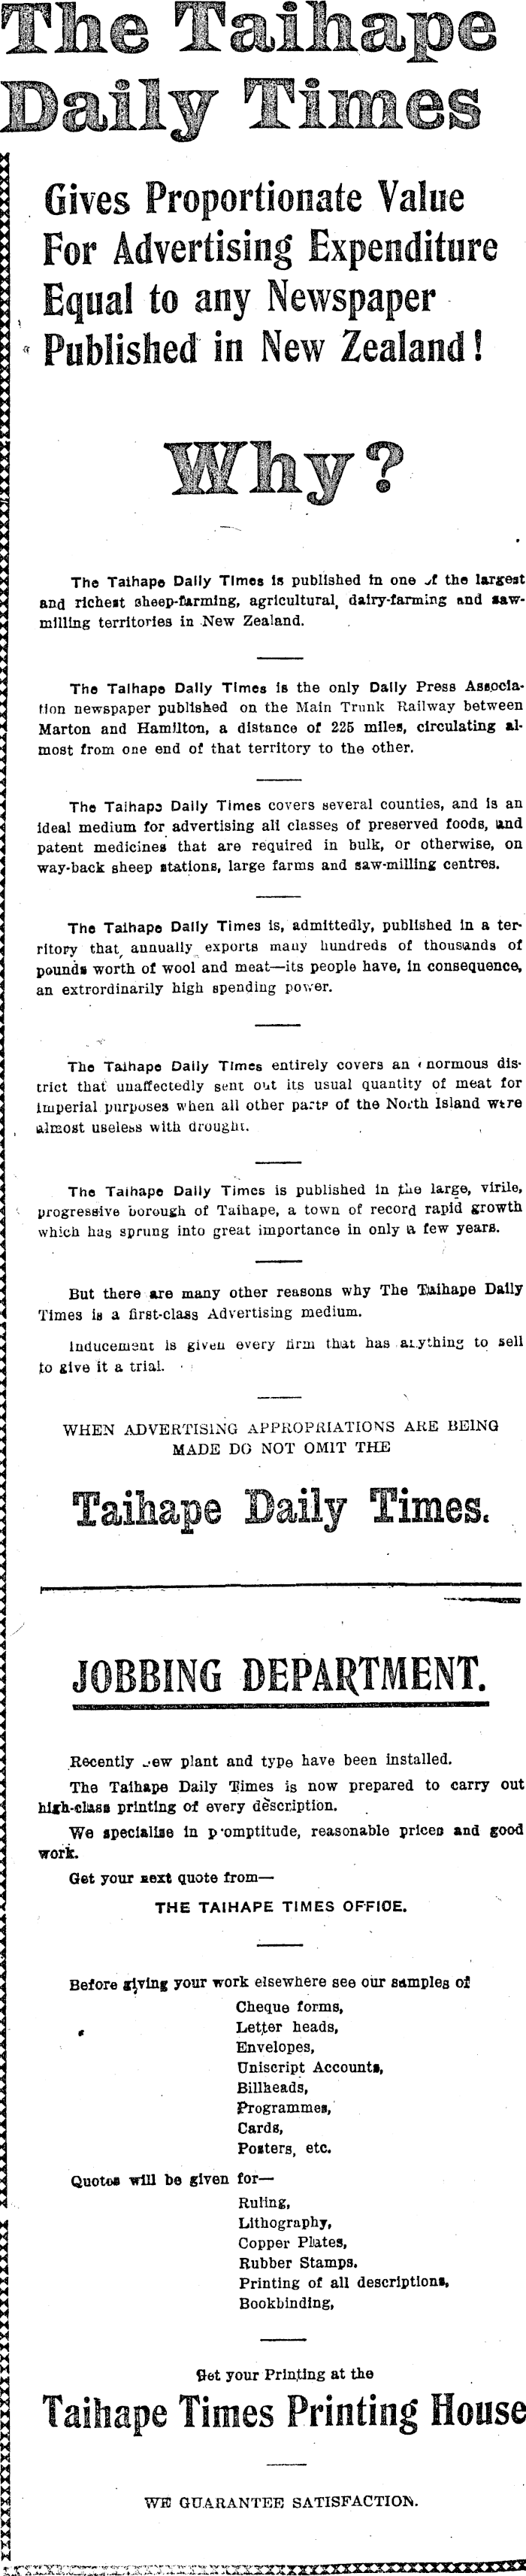 The Taihape
Daily Times
Gives Proportionate Value
For Advertising Expenditure
Equal to any Newspaper
Published in New Zealand!
Why?
The Taihape Daily Times is published in one of the largest
and richest sheep-farming, agricultural, dairy-farming and saw-
milling territories in New Zealand.
The Taihape Daily Times is the only Daily Press Associa-
tion newspaper published on the Main Trunk Railway between
Marton and Hamilton, a distance of 225 miles, circulating al-
most from one end of that territory to the other.
The Taihape Daily Times covers several counties, and is an
ideal medium for advertising all classes of preserved foods, and
patent medicines that are required in bulk, or otherwise, on
way-back sheep stations, large farms and saw-milling centres.
The Taihape Daily Times is, admittedly, published in a ter-
ritory that annually exports many hundreds of thousands of
pounds worth of wool and meat—its people have, in consequence,
an extrordinarily high spending power.
The Taihape Daily Times entirely covers an enormous dis-
trict that unaffectedly sent out its usual quantity of meat for
Imperial purposes when all other parts of the North Island were
almost useless with drought.
The Taihape Daily Times is published in the large, virile,
progressive borough of Taihape, a town of record rapid growth
which has sprung into great importance in only a few years.
But there are many other reasons why The Taihape Daily
Times is a first-class Advertising medium.
Inducement is given every firm that has anything to sell
to give it a trial.
WHEN ADVERTISING APPROPRIATIONS ARE BEING
MADE DO NOT OMIT THE
Taihape Daily Times.
JOBBING DEPARTMENT.
Recently new plant and type have been installed.
The Taihape Daily Times is now prepared to carry out
high-class printing of every description.
We specialise in promptitude, reasonable prices and good
work.
Get your next quote from—
THE TAIHAPE TIMES OFFICE.
Before giving your work elsewhere see our samples of
Cheque forms,
Letter heads,
Envelopes,
Uniscript Accounts,
Billheads,
Programmes,
Cards,
Posters, etc.
Quotes will be given for—
Ruling,
Lithography,
Copper Plates,
Rubber Stamps.
Printing of all descriptions,
Bookbinding,
Get your Printing at the
Taihape Times Printing House
WE GUARANTEE SATISFACTION.